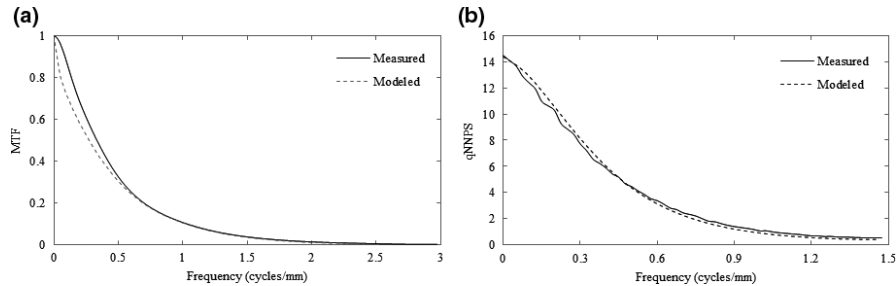 (a)
1
0.8
0.6
0.4
0.2
0
MTF
Measured
Modeled
0
0.5
1
1.5
2
2.5
3
Frequency (cycles/mm)
(b)
16
14
12
10
8
6
4
2
0
qNNPS
Measured
Modeled
0
0.3
0.6
0.9
1.2
1.5
Frequency (cycles/mm)